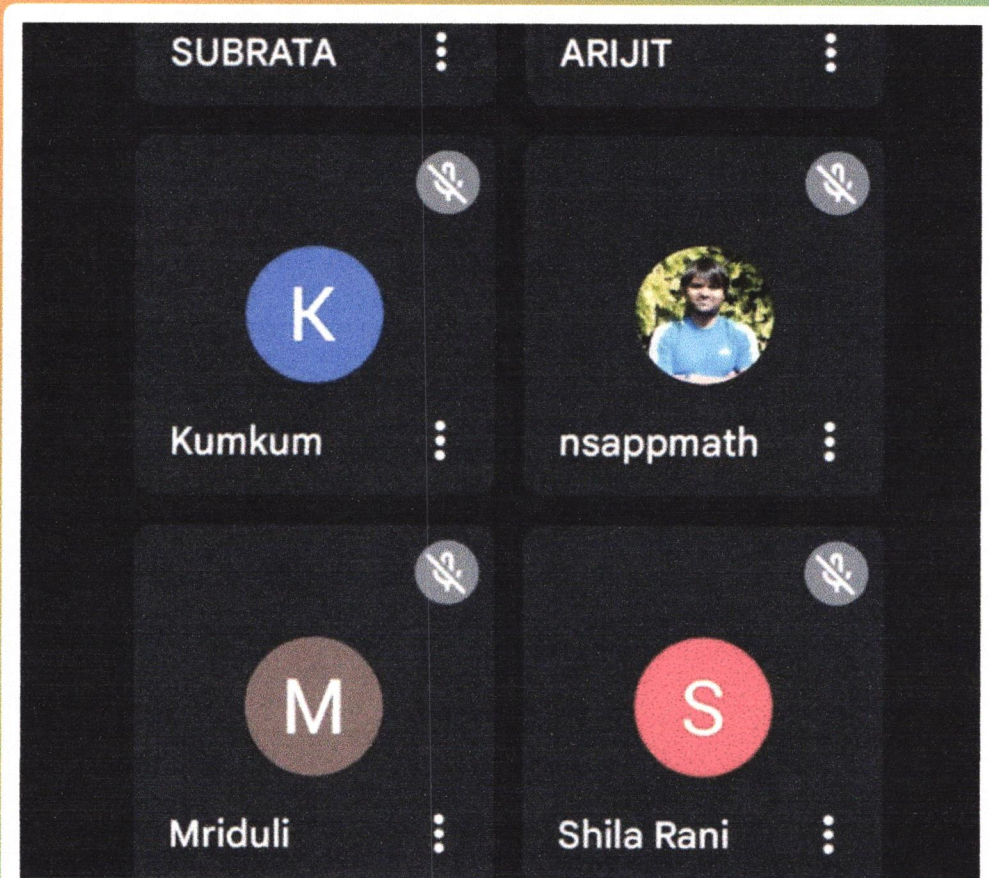 SUBRATA
ARIJIT
K
Kumkum
nsappmath
M
S
Mriduli
Shila Rani